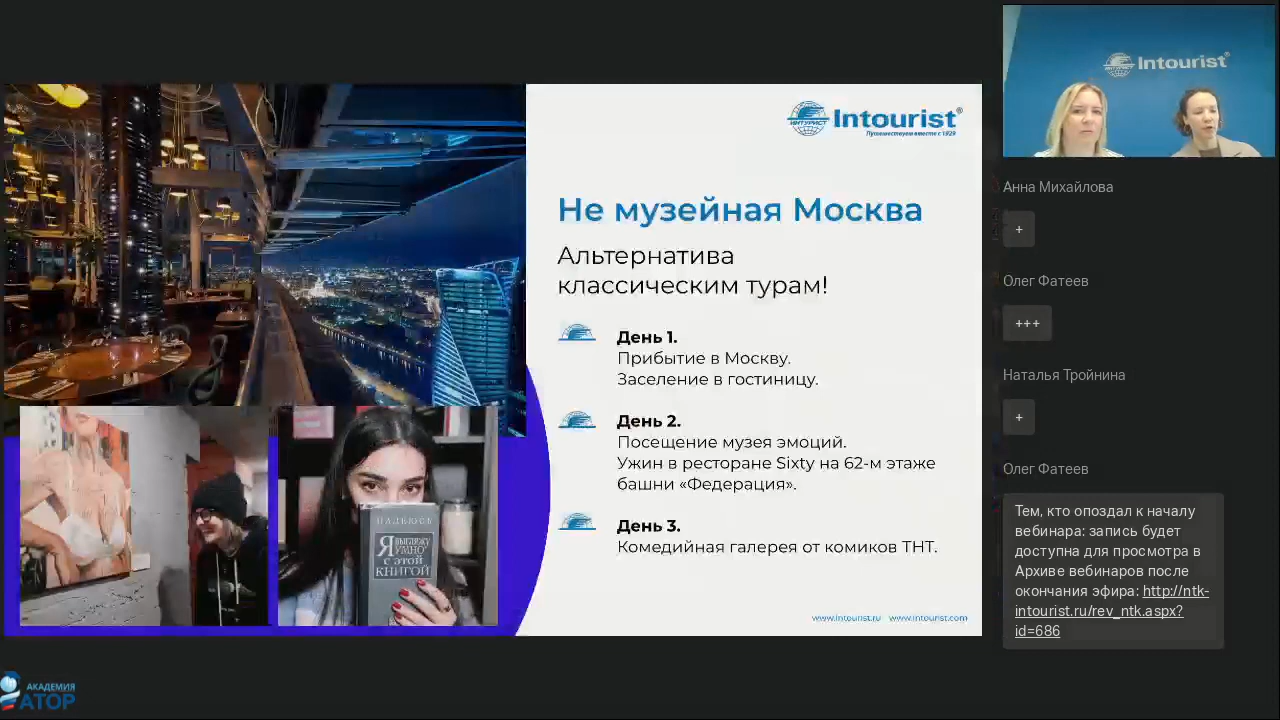 Intourist®
ИНТУРИСТ
Путешествуем вместе с 1929
Не музейная Москва
Альтернатива
классическим турам!
День 1.
Прибытие в Москву.
Заселение в гостиницу.
День 2.
Посещение музея эмоций.
Ужин в ресторане Sixty на 62-м этаже
башни «Федерация».
День 3.
Комедийная галерея от комиков ТНТ.
www.intourist.ru www.intourist.com
НАДЕЮСЬ
Я ВЫГЛЯЖУ
УМНО
С ЭТОЙ
КНИГОЙ
АКАДЕМИЯ
АТОР
Intourist
Анна Михайлова
+
Олег Фатеев
+++
Наталья Тройнина
+
Олег Фатеев
Тем, кто опоздал к началу
вебинара: запись будет
доступна для просмотра в
Архиве вебинаров после
окончания эфира: http://ntk-
intourist.ru/rev_ntk.aspx?
id=686